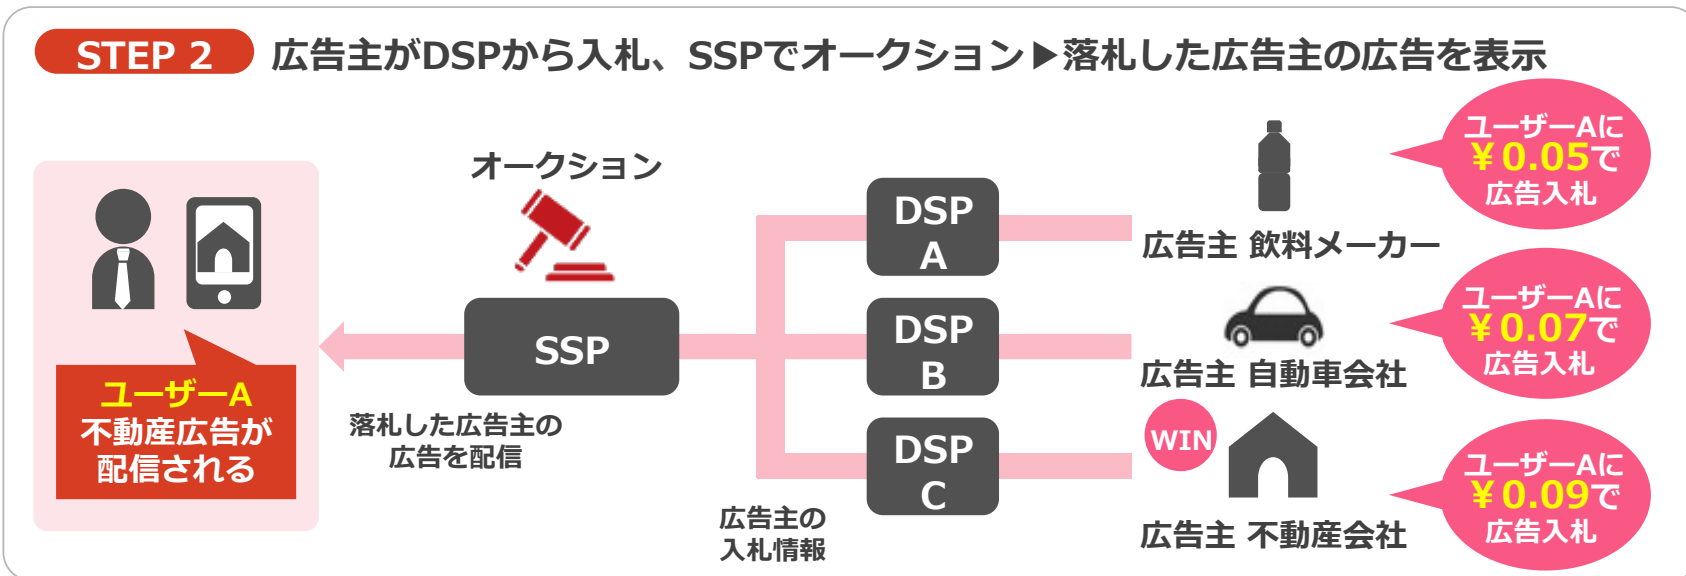 STEP 2
広告主がDSPから入札、SSPでオークション▶落札した広告主の広告を表示
オークション
SSP
ユーザーA
不動産広告が
配信される
落札した広告主の
広告を配信
広告主の
入札情報
DSP
A
DSP
B
DSP
C
広告主 飲料メーカー
広告主 自動車会社
WIN
広告主 不動産会社
ユーザーAに
¥0.05で
広告入札
ユーザーAに
¥0.07で
広告入札
ユーザーAに
¥0.09で
広告入札